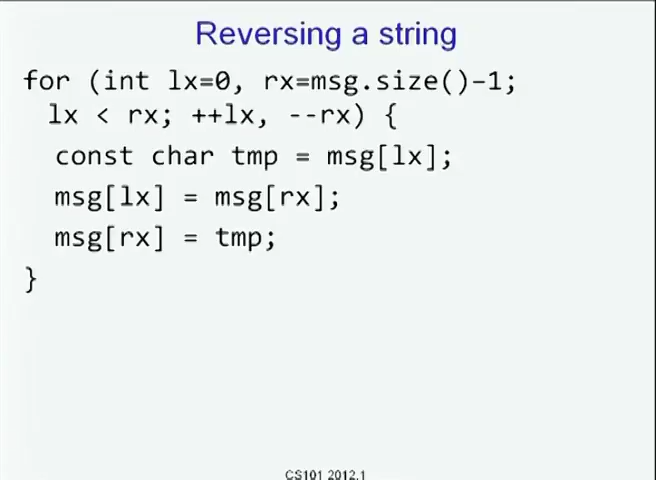 Reversing a string
for (int lx=0, rx=msg.size()-1;
lx < rx; ++lx, --rx) {
const char tmp = msg[lx];
msg[lx] = msg[rx];
msg[rx] = tmp;
}
CS101 2012.1